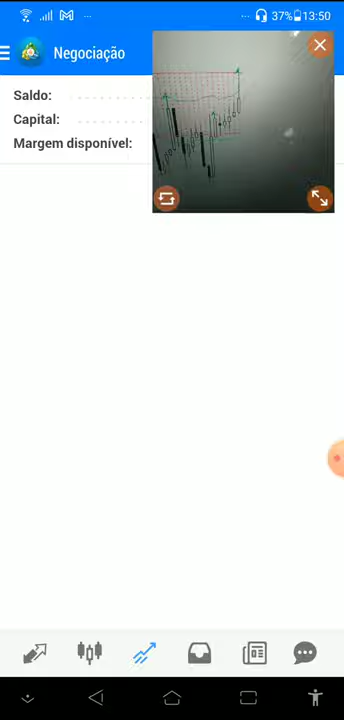 37% 13:50
Negociação
Saldo:
Capital:
Margem disponível: